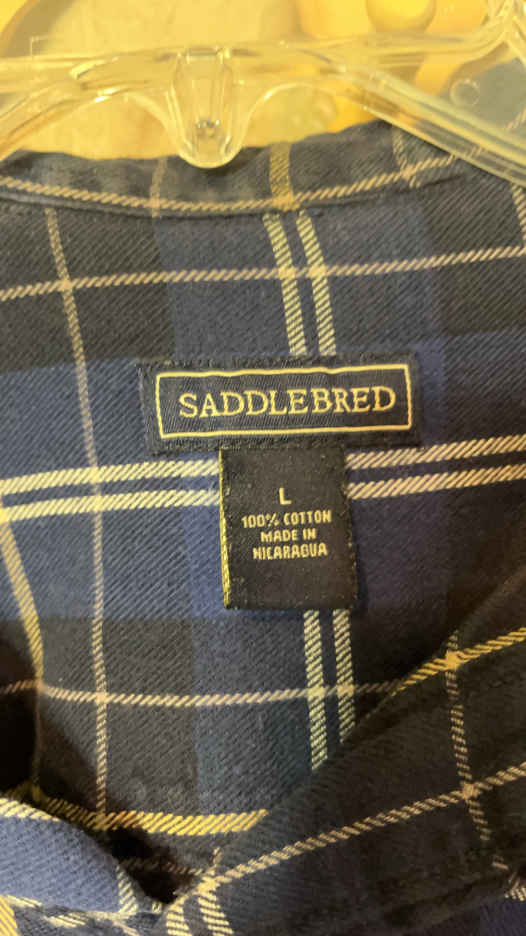 SADDLEBRED
L
100% COTTON
MADE IN
NICARAGUA